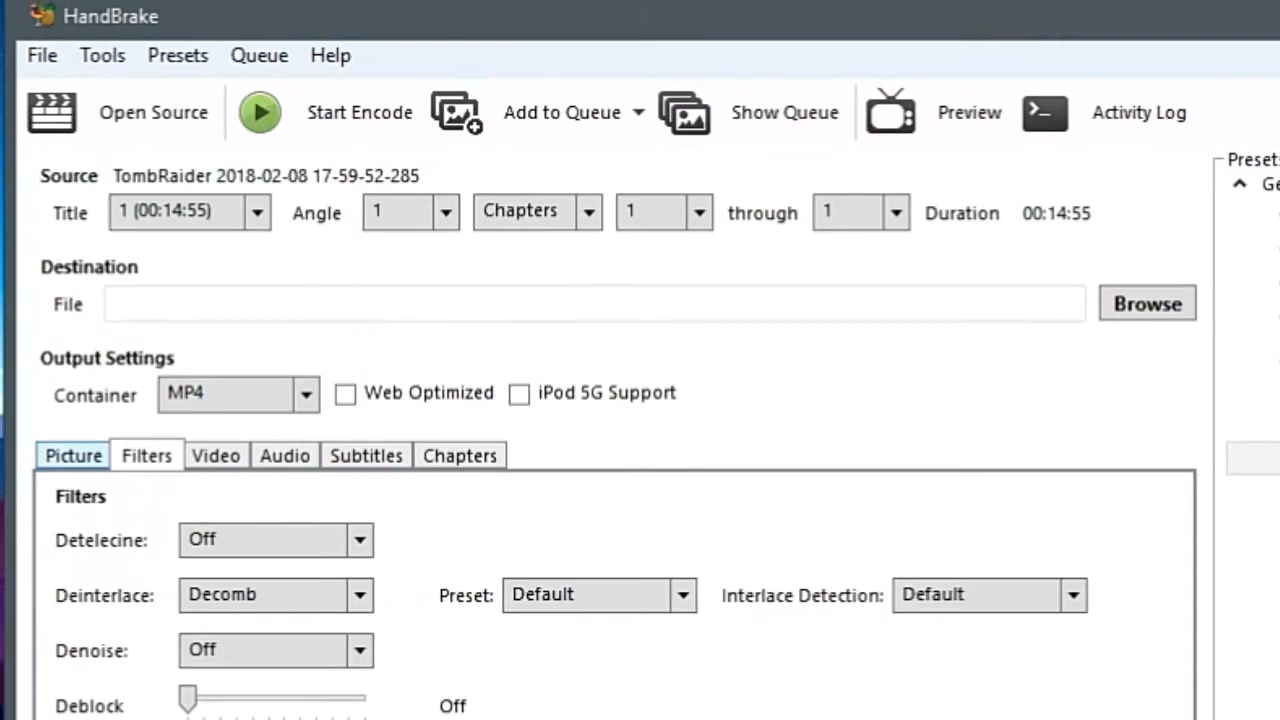 HandBrake
File Tools Presets Queue Help
Open Source Start Encode Add to Queue Show Queue Preview Activity Log
Source TombRaider 2018-02-08 17-59-52-285
Title 1 (00:14:55) Angle 1 Chapters 1 through 1 Duration 00:14:55
Destination
File Browse
Output Settings
Container MP4 Web Optimized iPod 5G Support
Picture Filters Video Audio Subtitles Chapters
Filters
Detelecine: Off
Deinterlace: Decomb Preset: Default Interlace Detection: Default
Denoise: Off
Deblock Off